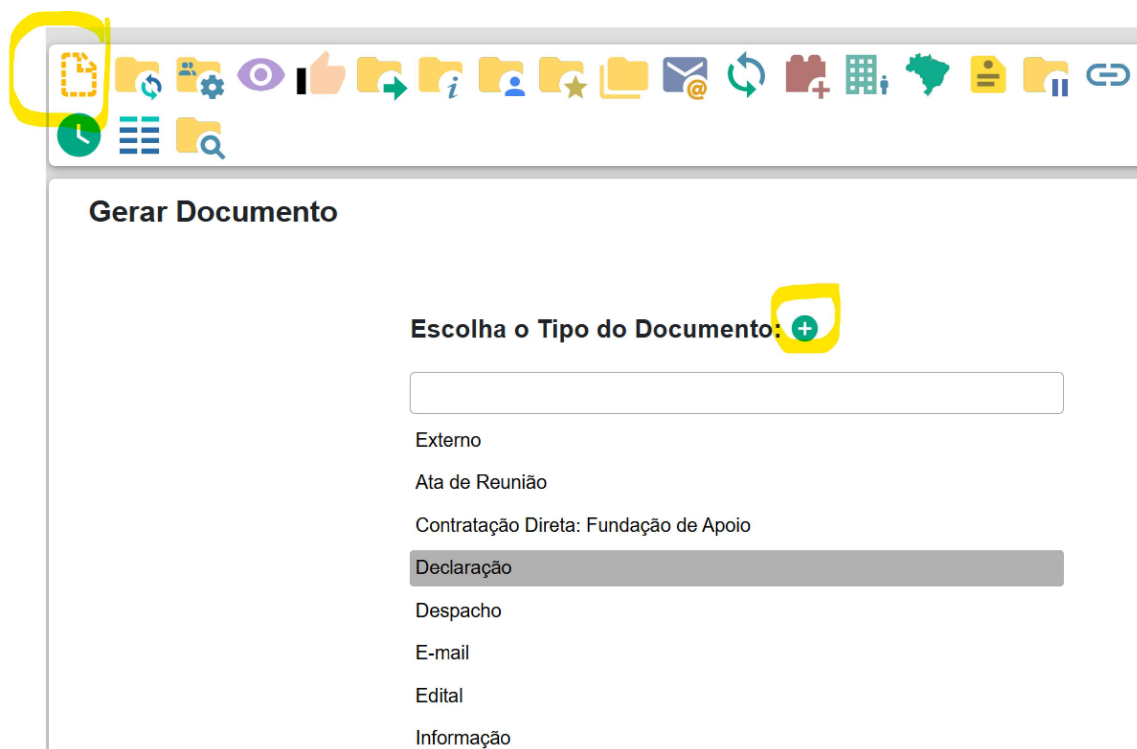 Gerar Documento
Escolha o Tipo do Documento:
Externo
Ata de Reunião
Contratação Direta: Fundação de Apoio
Declaração
Despacho
E-mail
Edital
Informação